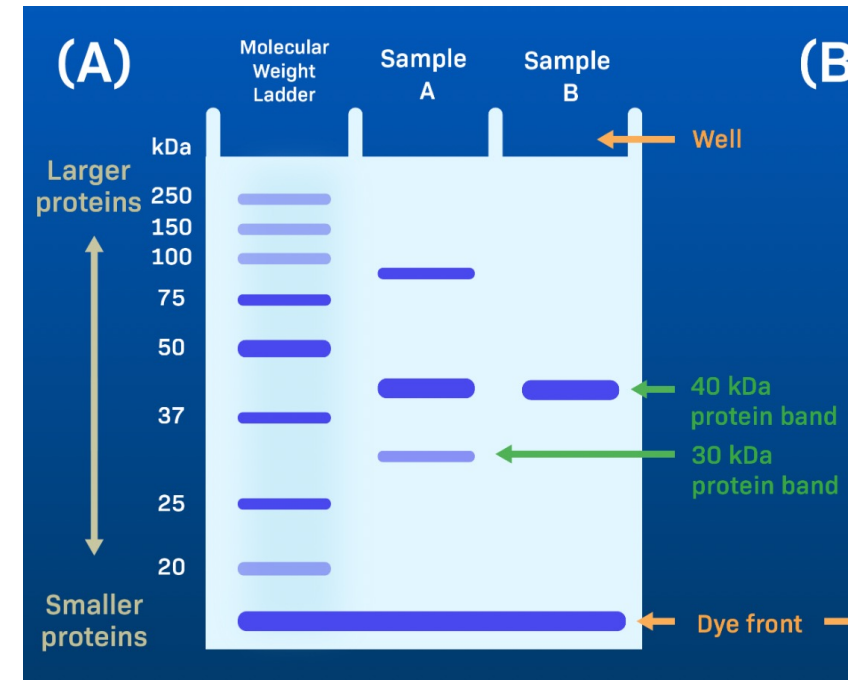 (A)
Molecular
Weight
Ladder
Sample
A
Sample
B
(B
Well
kDa
Larger
proteins
250
150
100
75
50
37
25
20
40 kDa
protein band
30 kDa
protein band
Smaller
proteins
Dye front